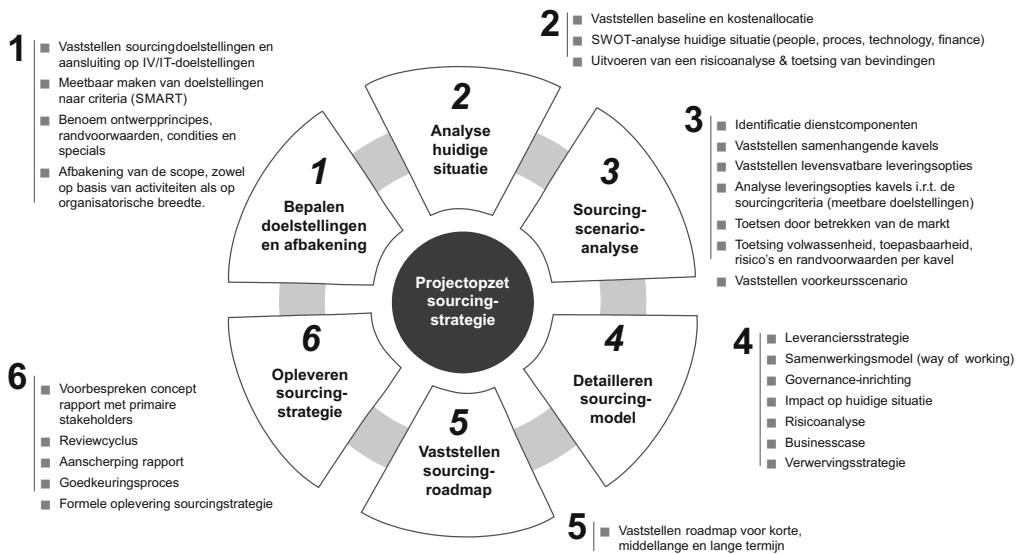 1
Vaststellen sourcingdoelstellingen en
aansluiting op IV/IT-doelstellingen
Meetbaar maken van doelstellingen
naar criteria (SMART)
Benoem ontwerpprincipes,
randvoorwaarden, condities en
specials
Afbakening van de scope, zowel
op basis van activiteiten als op
organisatorische breedte.
2
Vaststellen baseline en kostenallocatie
SWOT-analyse huidige situatie (people, proces, technology, finance)
Uitvoeren van een risicoanalyse & toetsing van bevindingen
3
Identificatie dienstcomponenten
Vaststellen samenhangende kavels
Vaststellen levensvatbare leveringsopties
Analyse leveringsopties kavels i.r.t. de
sourcingcriteria (meetbare doelstellingen)
Toetsen door betrekken van de markt
Toetsing volwassenheid, toepasbaarheid,
risico's en randvoorwaarden per kavel
Vaststellen voorkeursscenario
4
Leveranciersstrategie
Samenwerkingsmodel (way of working)
Governance-inrichting
Impact op huidige situatie
Risicoanalyse
Businesscase
Verwervingsstrategie
5
Vaststellen roadmap voor korte,
middellange en lange termijn
6
Voorbespreken concept
rapport met primaire
stakeholders
Reviewcyclus
Aanscherping rapport
Goedkeuringsproces
Formele oplevering sourcingstrategie
1
Bepalen
doelstellingen
en afbakening
2
Analyse
huidige
situatie
3
Sourcing-
scenario-
analyse
4
Detailleren
sourcing-
model
5
Vaststellen
sourcing-
roadmap
6
Opleveren
sourcing-
strategie
Projectopzet
sourcing-
strategie